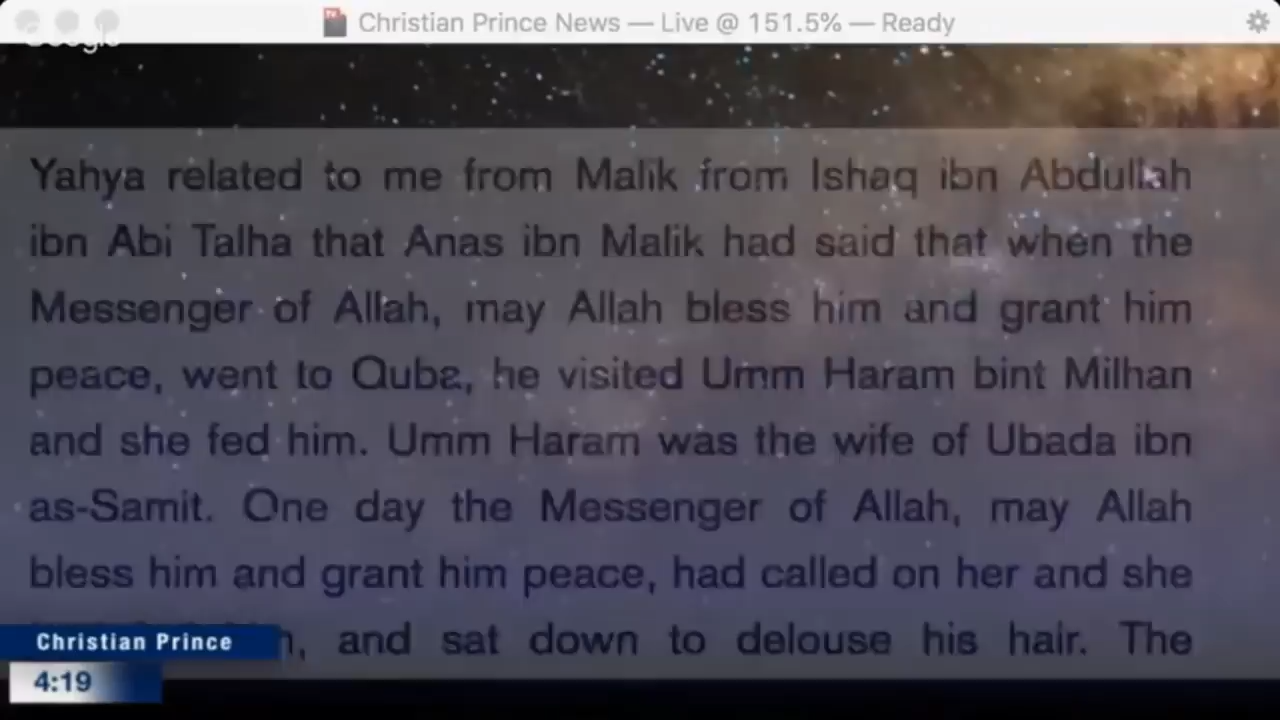 Christian Prince News — Live @ 151.5% — Ready
Google
Yahya related to me from Malik from Ishaq ibn Abdullah
ibn Abi Talha that Anas ibn Malik had said that when the
Messenger of Allah, may Allah bless him and grant him
peace, went to Quba, he visited Umm Haram bint Milhan
and she fed him. Umm Haram was the wife of Ubada ibn
as-Samit. One day the Messenger of Allah, may Allah
bless him and grant him peace, had called on her and she
and sat down to delouse his hair. The
Christian Prince
4:19